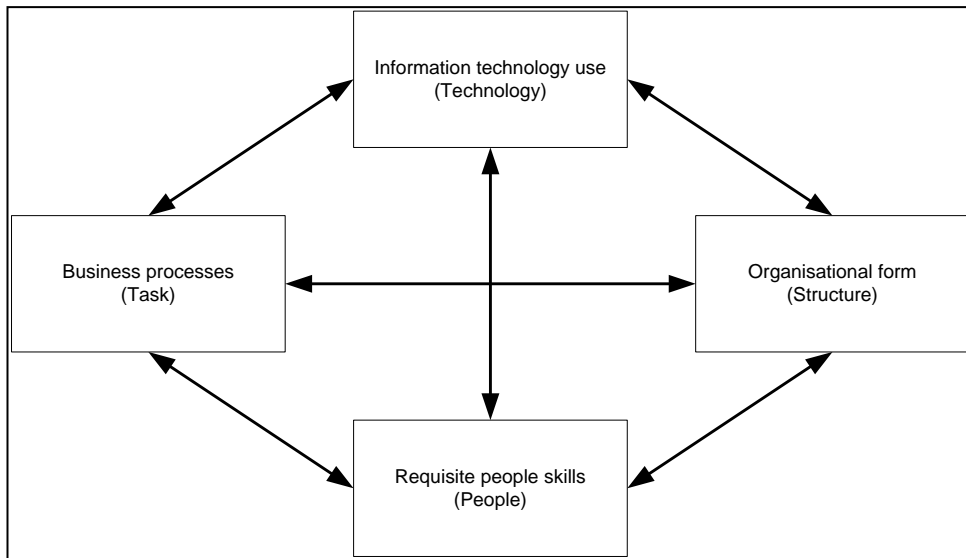 Information technology use
(Technology)
Business processes
(Task)
Organisational form
(Structure)
Requisite people skills
(People)